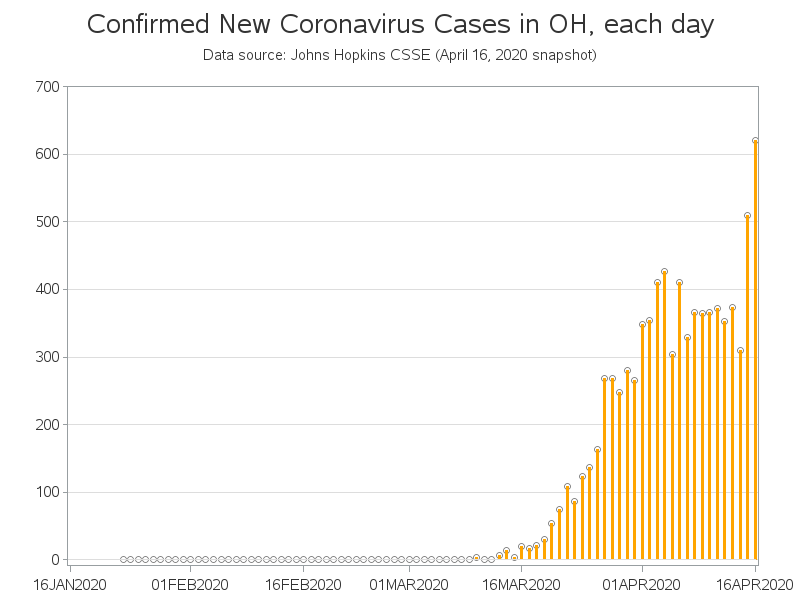 Confirmed New Coronavirus Cases in OH, each day
Data source: Johns Hopkins CSSE (April 16, 2020 snapshot)
700
600
500
400
300
200
100
0
16JAN2020 01FEB2020 16FEB2020 01MAR2020 16MAR2020 01APR2020 16APR2020